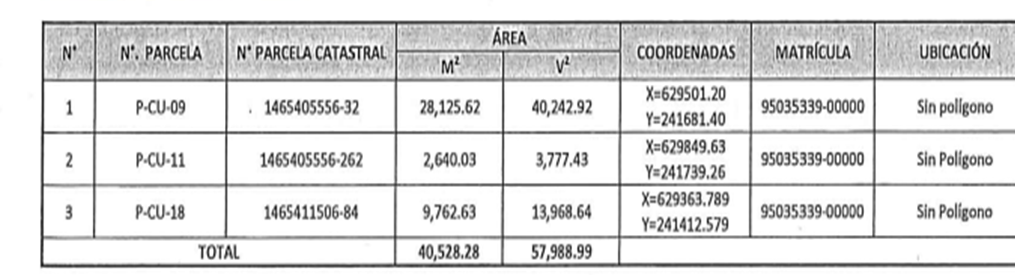 N° N°. PARCELA N° PARCELA CATASTRAL ÁREA COORDENADAS MATRÍCULA UBICACIÓN
M² V²
1 P-CU-09 1465405556-32 28,125.62 40,242.92 X=629501.20 Y=241681.40 95035339-00000 Sin polígono
2 P-CU-11 1465405556-262 2,640.03 3,777.43 X=629849.63 Y=241739.26 95035339-00000 Sin Polígono
3 P-CU-18 1465411506-84 9,762.63 13,968.64 X=629363.789 Y=241412.579 95035339-00000 Sin Polígono
TOTAL 40,528.28 57,988.99